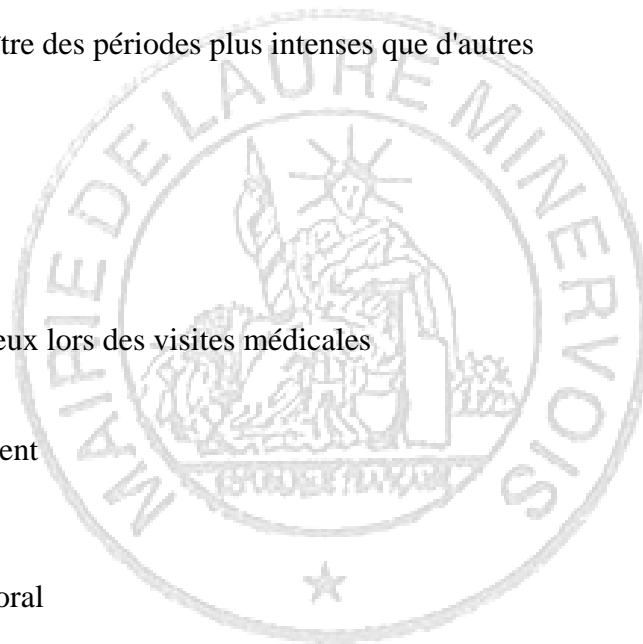 tre des périodes plus intenses que d'autres
MAIRIE DE LAURE MINERVOIS
eux lors des visites médicales
ent
oral